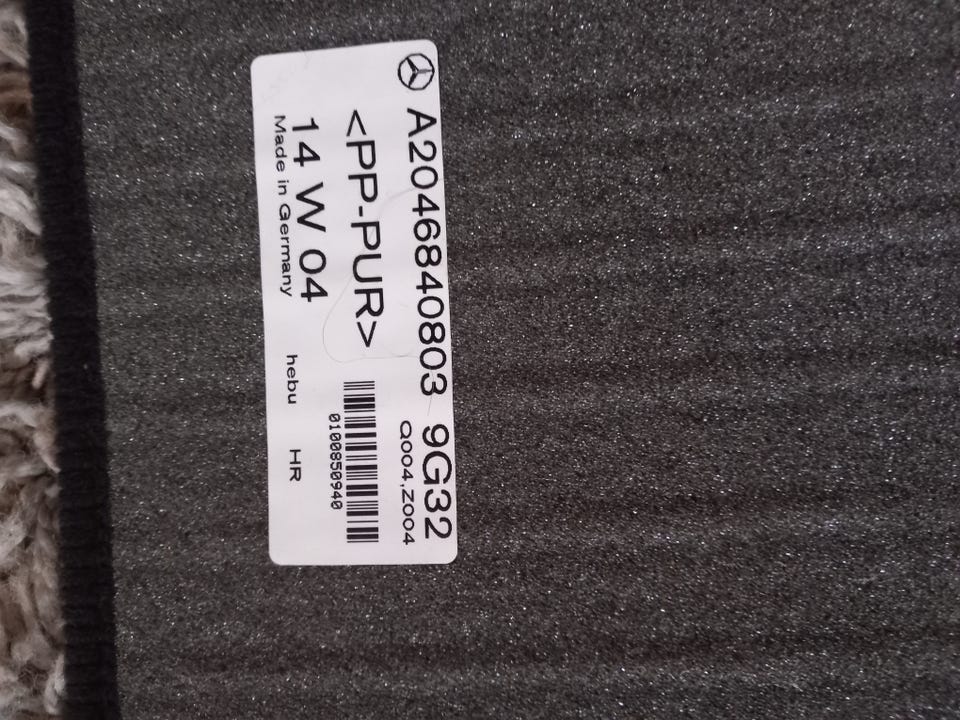 A2046840803 9G32
Q004,Z004
<PP-PUR>
0100850940
14 W 04
Made in Germany hebu HR